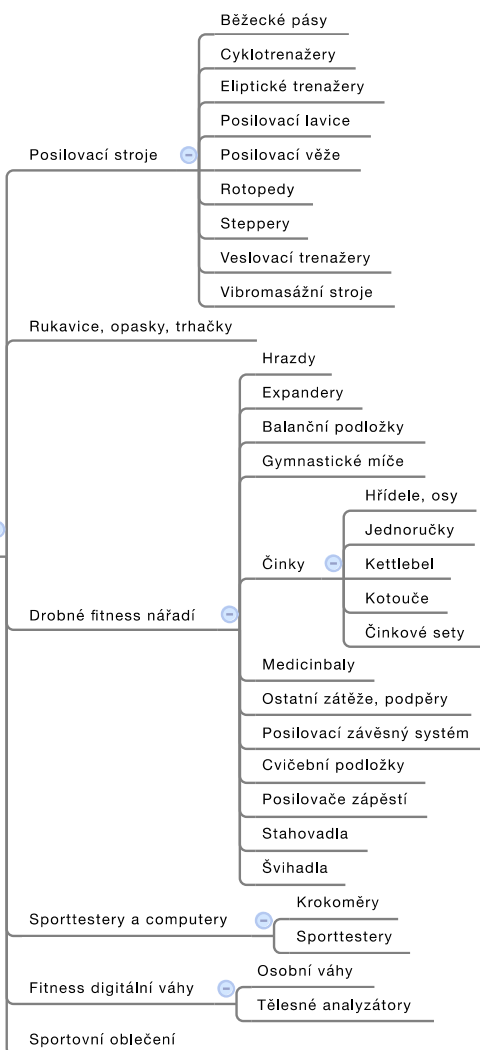 Posilovací stroje
Běžecké pásy
Cyklotrenažery
Eliptické trenažery
Posilovací lavice
Posilovací věže
Rotopedy
Steppery
Veslovací trenažery
Vibromasážní stroje
Rukavice, opasky, trhačky
Drobné fitness nářadí
Hrazdy
Expandery
Balanční podložky
Gymnastické míče
Činky
Hřídele, osy
Jednoručky
Kettlebel
Kotouče
Činkové sety
Medicinbaly
Ostatní zátěže, podpěry
Posilovací závěsný systém
Cvičební podložky
Posilovače zápěstí
Stahovadla
Švihadla
Sporttestery a computery
Krokoměry
Sporttestery
Fitness digitální váhy
Osobní váhy
Tělesné analyzátory
Sportovní oblečení